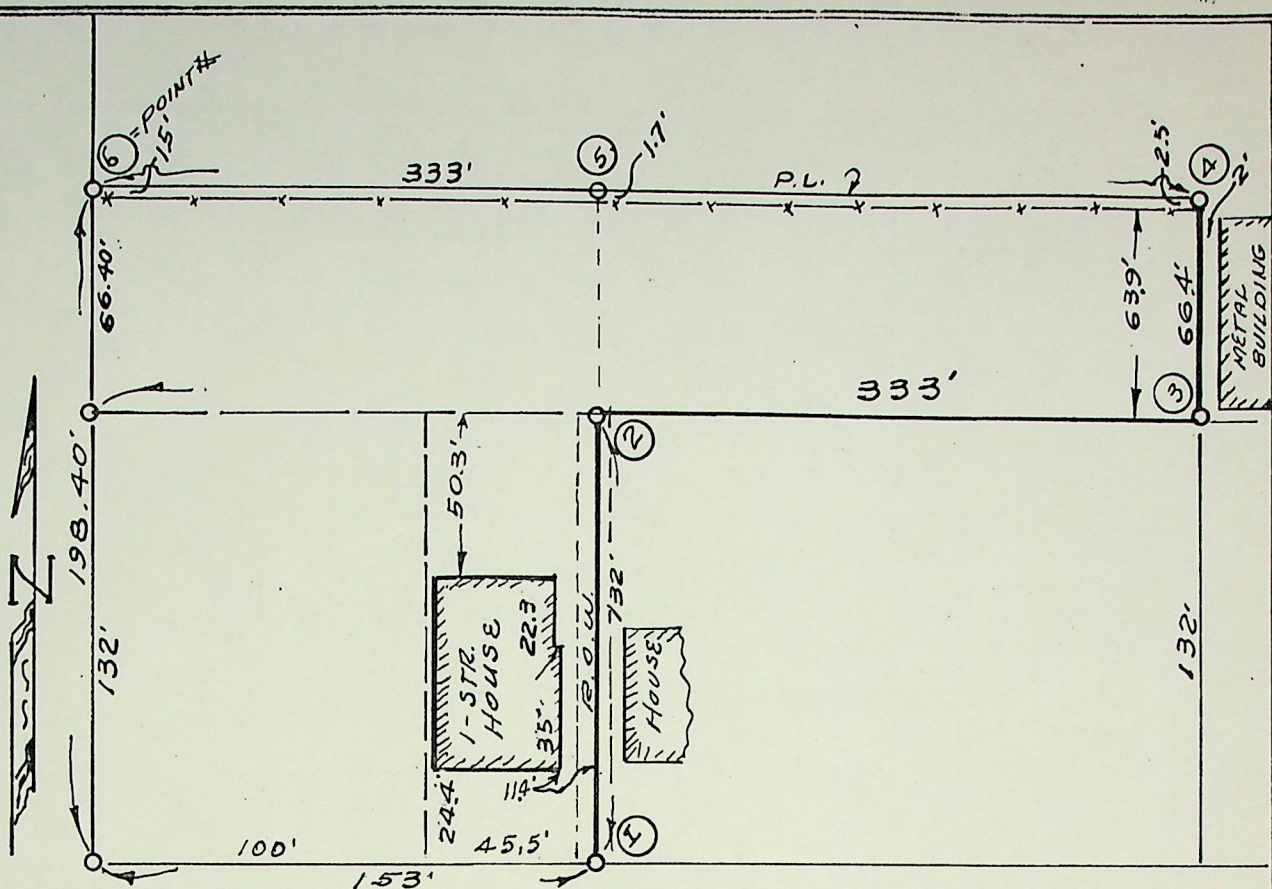 6 = POINT #
15'
333'
5
1.7'
P.L.
2.5'
4
2'
66.40'
63.9'
66.4'
METAL
BUILDING
333'
3
2
198.40'
Z
50.3'
132'
1-STR.
HOUSE
22.3
35'
R.O.W.
132'
HOUSE
132'
24.4'
11.4'
100'
45.5'
1
153'